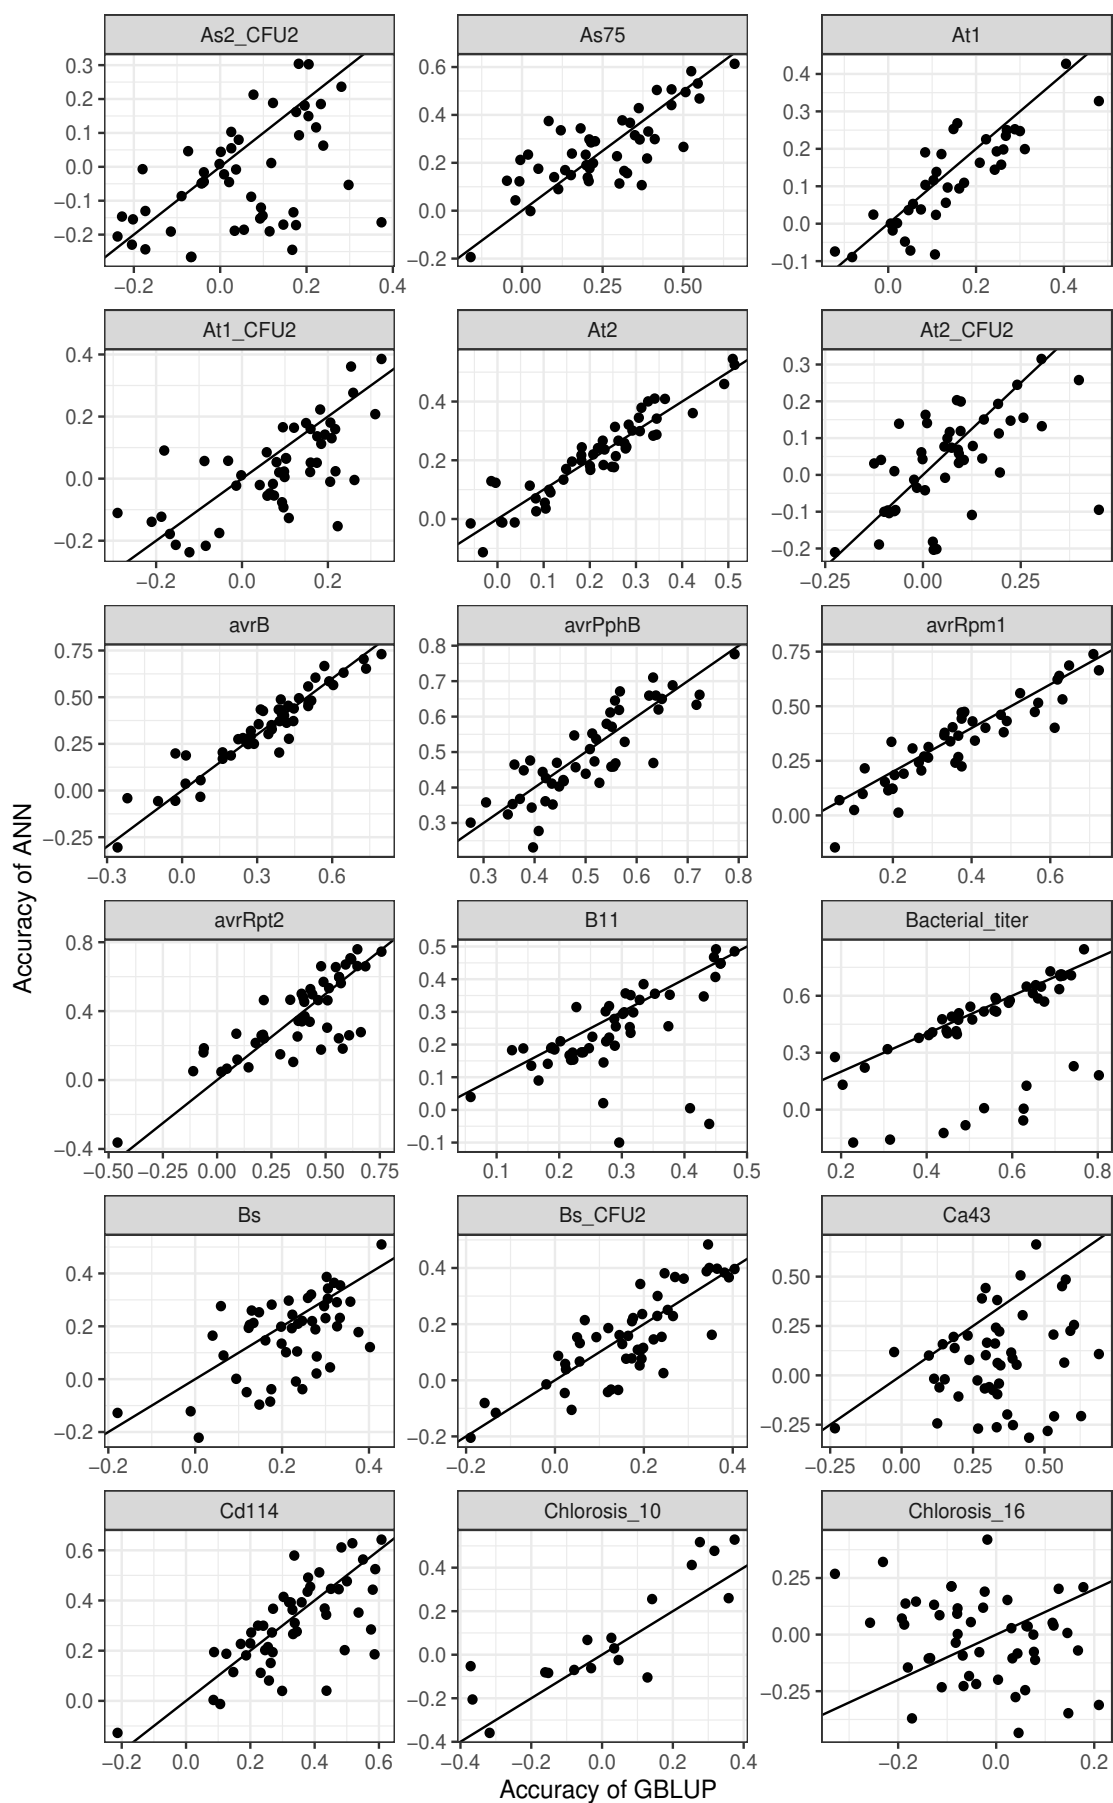 As2_CFU2 As75 At1
0.3 0.2 0.1 0.0 −0.1 −0.2
−0.2 0.0 0.2 0.4
0.6 0.4 0.2 0.0 −0.2
0.00 0.25 0.50
0.4 0.3 0.2 0.1 0.0 −0.1
0.0 0.2 0.4
At1_CFU2 At2 At2_CFU2
0.4 0.2 0.0 −0.2
−0.2 0.0 0.2
0.4 0.2 0.0
0.0 0.1 0.2 0.3 0.4 0.5
0.3 0.2 0.1 0.0 −0.1 −0.2
−0.25 0.00 0.25
avrB avrPphB avrRpm1
0.75 0.50 0.25 0.00 −0.25
−0.3 0.0 0.3 0.6
0.8 0.7 0.6 0.5 0.4 0.3
0.3 0.4 0.5 0.6 0.7 0.8
0.75 0.50 0.25 0.00
0.2 0.4 0.6
Accuracy of ANN
avrRpt2 B11 Bacterial_titer
0.8 0.4 0.0 −0.4
−0.50 −0.25 0.00 0.25 0.50 0.75
0.5 0.4 0.3 0.2 0.1 0.0 −0.1
0.1 0.2 0.3 0.4 0.5
0.6 0.3 0.0
0.2 0.4 0.6 0.8
Bs Bs_CFU2 Ca43
0.4 0.2 0.0 −0.2
−0.2 0.0 0.2 0.4
0.4 0.2 0.0 −0.2
−0.2 0.0 0.2 0.4
0.50 0.25 0.00 −0.25
−0.25 0.00 0.25 0.50
Cd114 Chlorosis_10 Chlorosis_16
0.6 0.4 0.2 0.0
−0.2 0.0 0.2 0.4 0.6
0.4 0.2 0.0 −0.2 −0.4
−0.4 −0.2 0.0 0.2 0.4
0.25 0.00 −0.25
−0.2 0.0 0.2
Accuracy of GBLUP